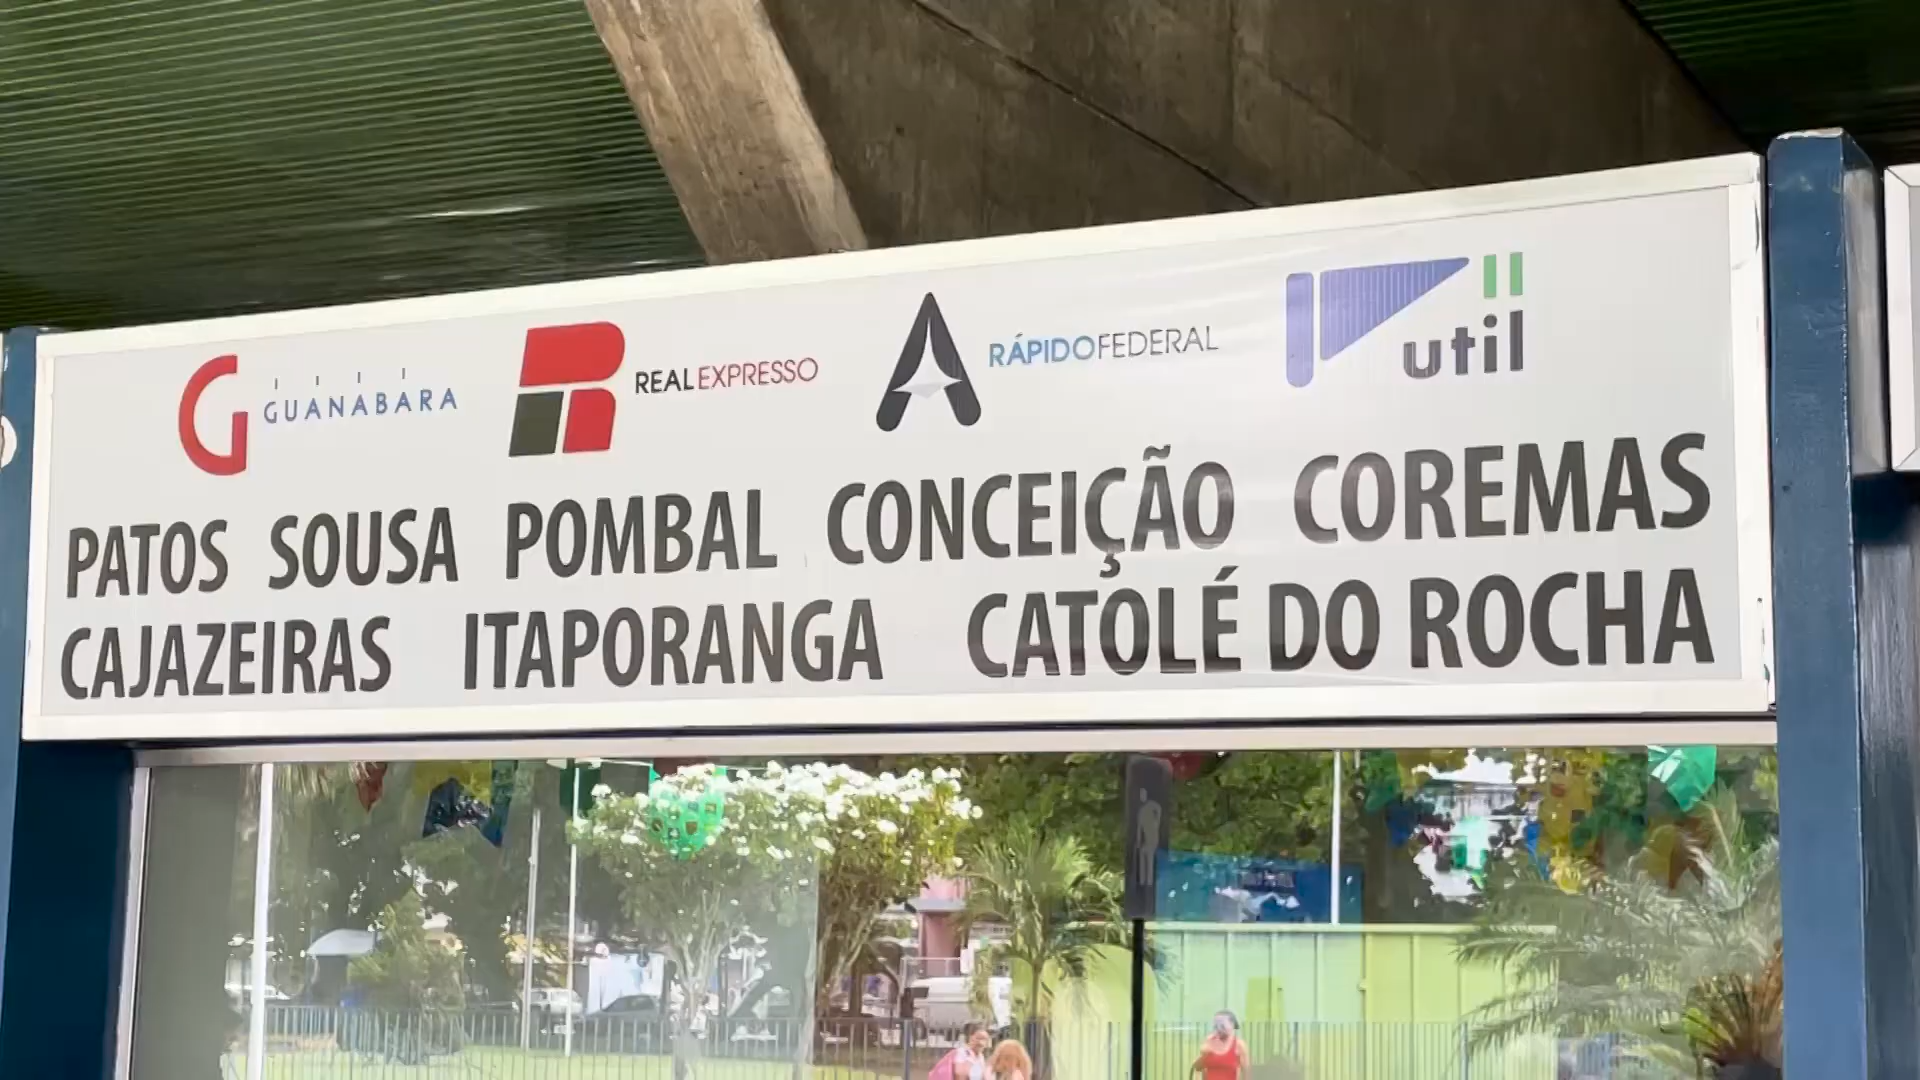 GUANABARA REALEXPRESSO RÁPIDOFEDERAL util
PATOS SOUSA POMBAL CONCEIÇÃO COREMAS
CAJAZEIRAS ITAPORANGA CATOLÉ DO ROCHA